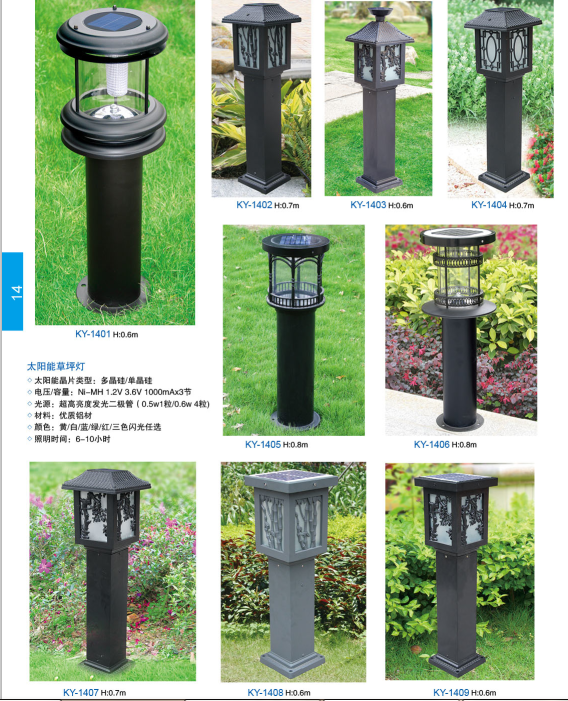 KY-1402 H:0.7m
KY-1403 H:0.6m
KY-1404 H:0.7m
14
KY-1401 H:0.6m
太阳能草坪灯
◇ 太阳能晶片类型：多晶硅/单晶硅
◇ 电压/容量：Ni-MH 1.2V 3.6V 1000mAx3节
◇ 光源：超高亮度发光二极管（0.5w1粒/0.6w 4粒)
◇ 材料：优质铝材
◇ 颜色：黄/白/蓝/绿/红/三色闪光任选
◇ 照明时间：6-10小时
KY-1405 H:0.8m
KY-1406 H:0.8m
KY-1407 H:0.7m
KY-1408 H:0.6m
KY-1409 H:0.6m